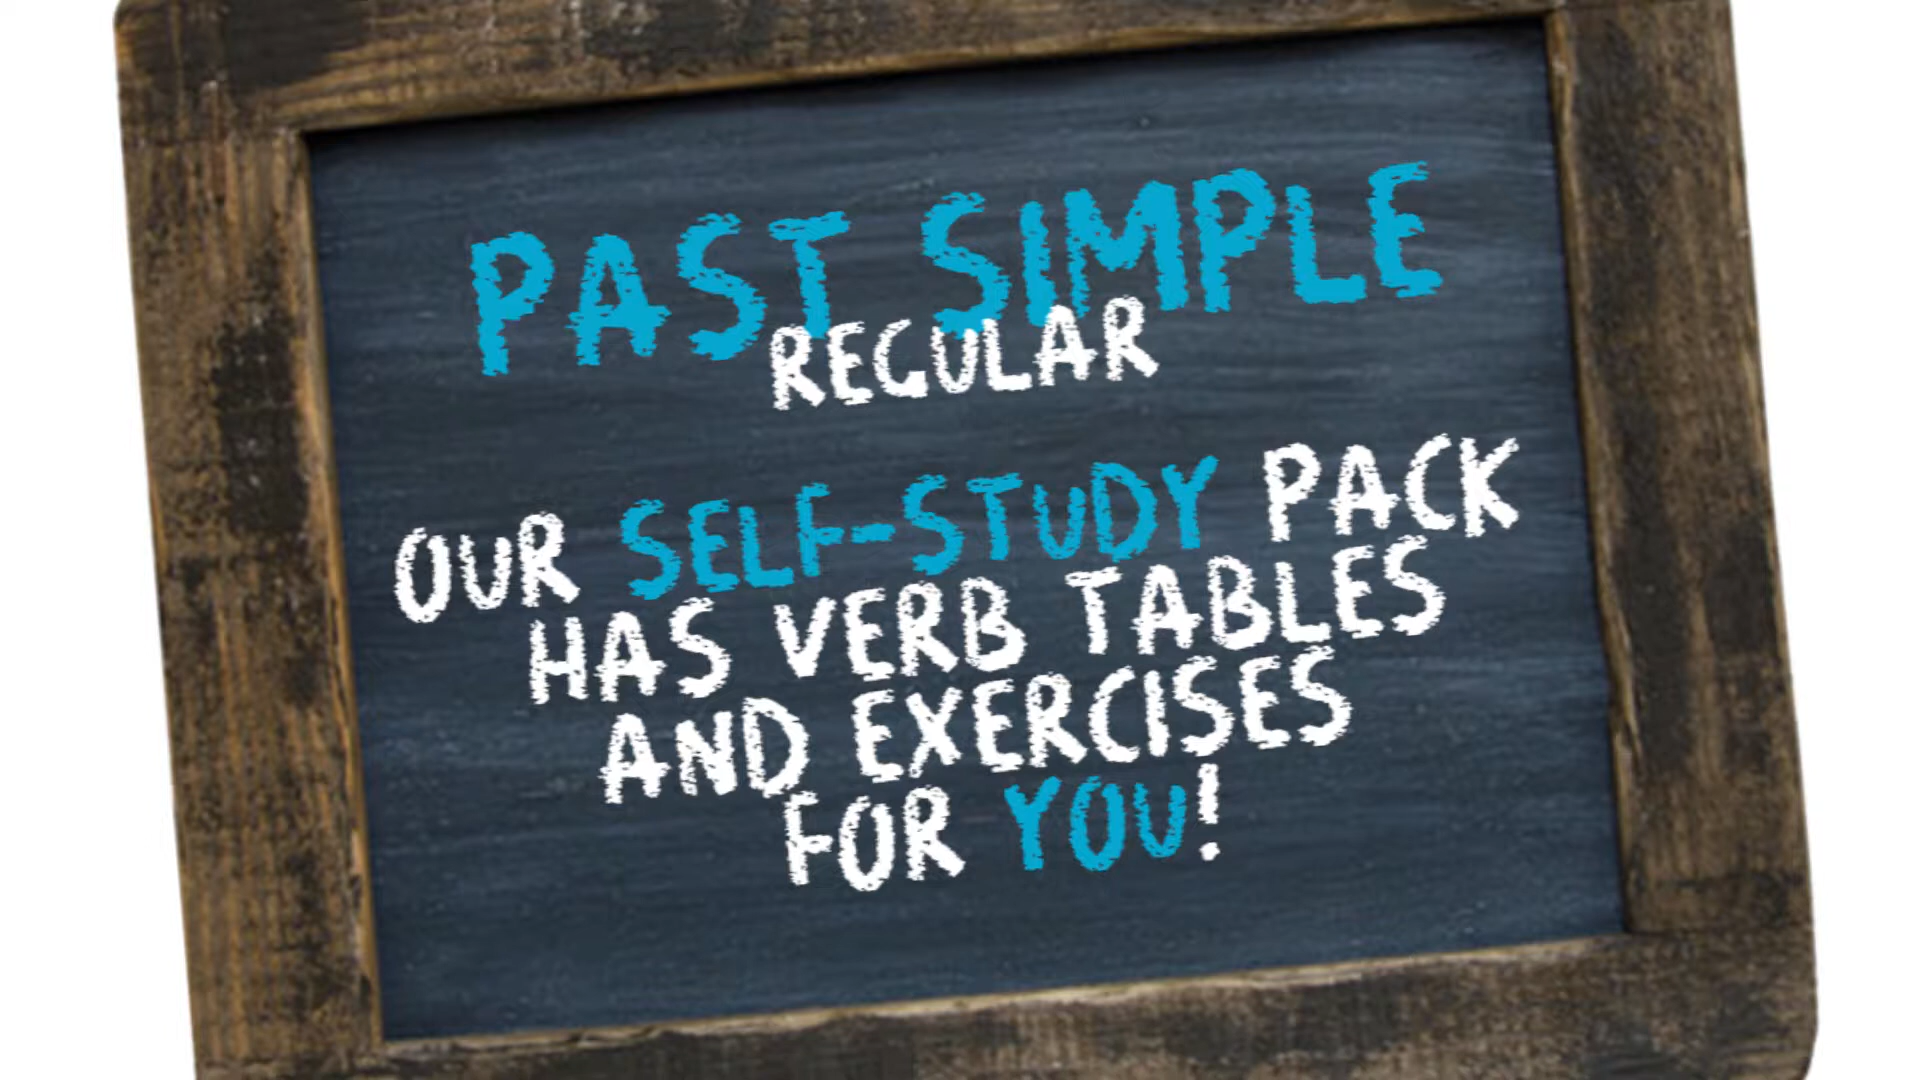 PAST SIMPLE
REGULAR
OUR SELF-STUDY PACK
HAS VERB TABLES
AND EXERCISES
FOR YOU!